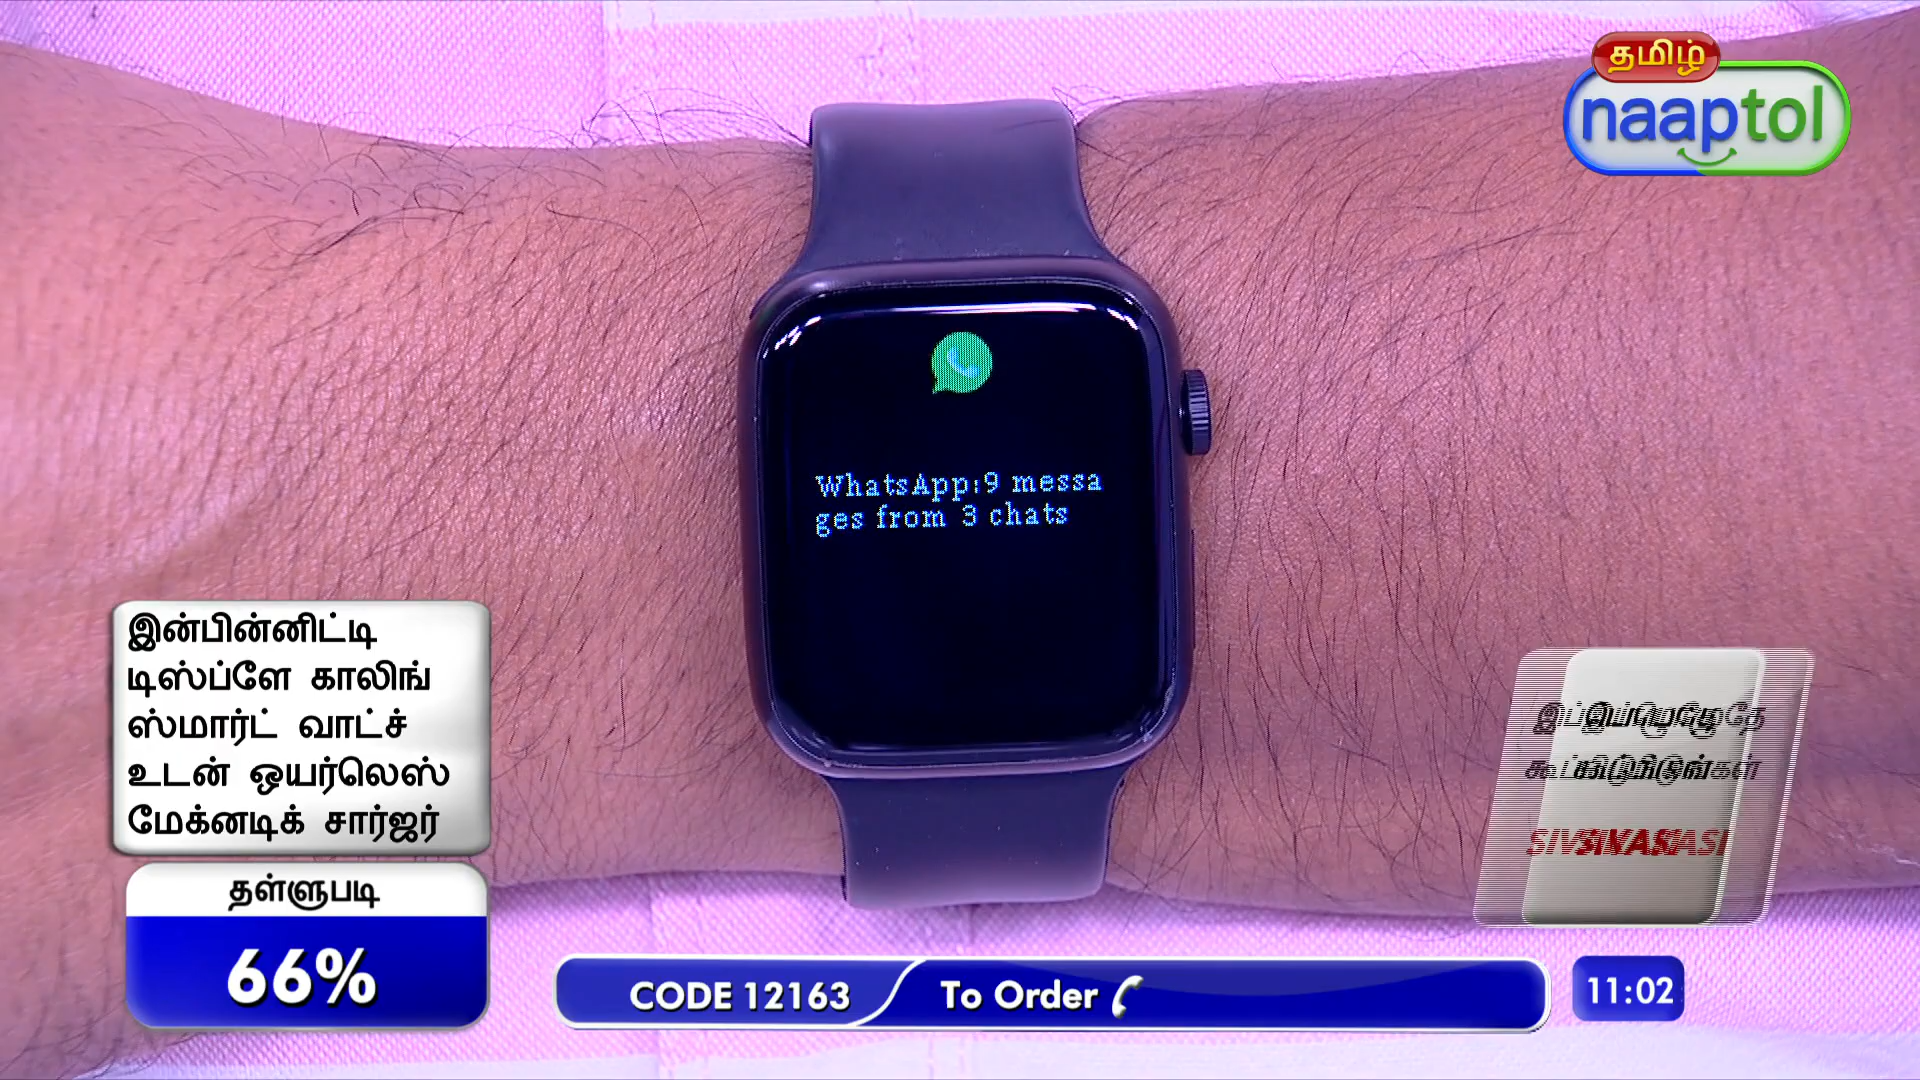 தமிழ்
naaptol
WhatsApp:9 messa
ges from 3 chats
இன்பின்னிட்டி
டிஸ்ப்ளே காலிங்
ஸ்மார்ட் வாட்ச்
உடன் ஒயர்லெஸ்
மேக்னடிக் சார்ஜர்
தள்ளுபடி
66%
CODE 12163
To Order
11:02